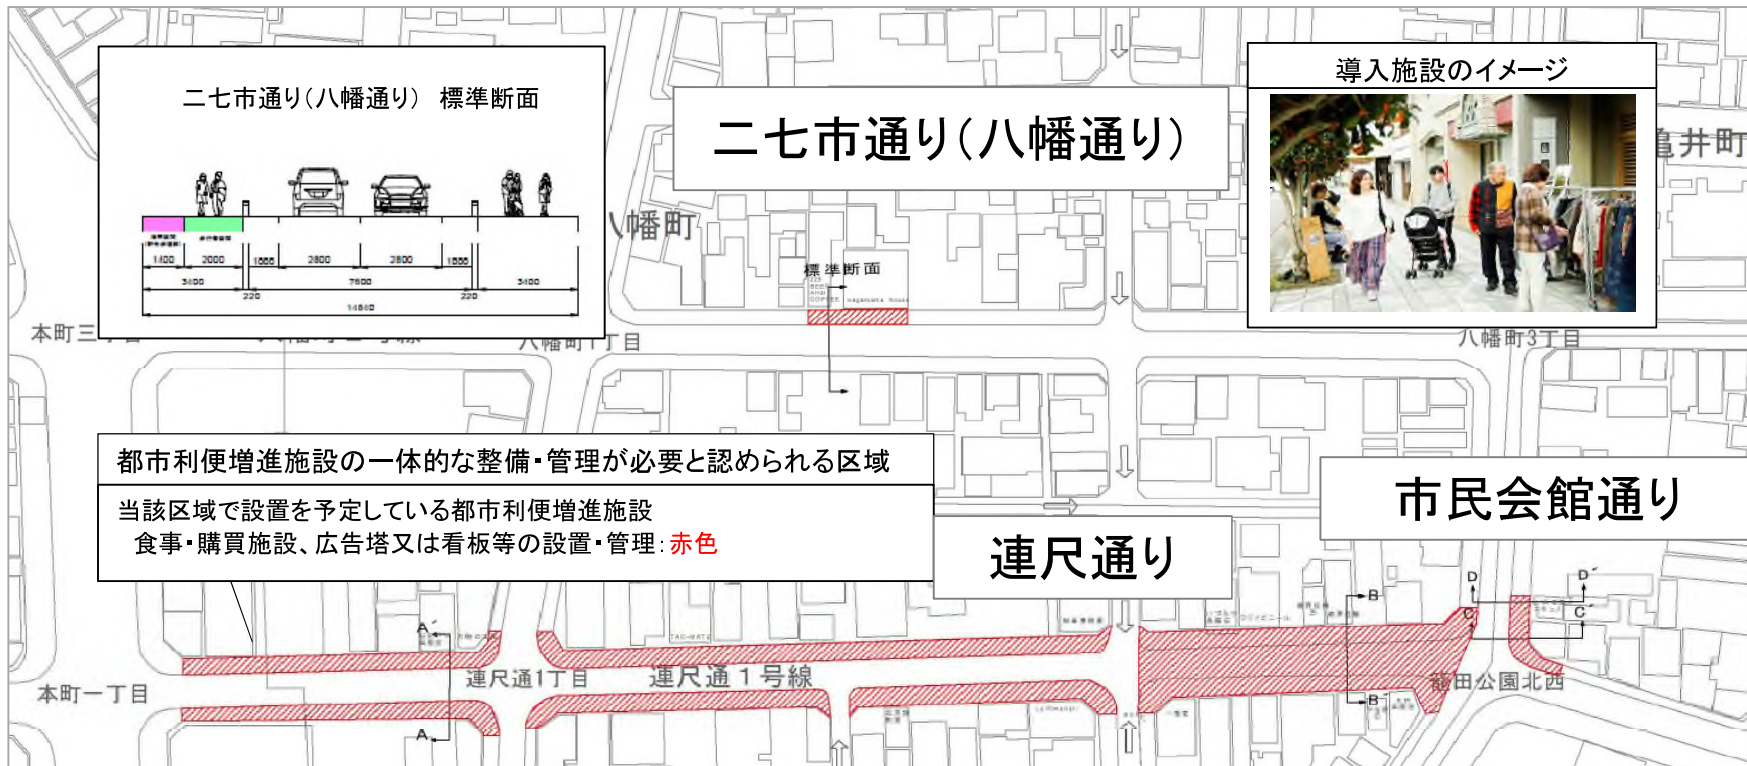 二七市通り(八幡通り) 標準断面
1400
2000
2800
2800
3400
7600
3400
220
220
14640
二七市通り(八幡通り)
導入施設のイメージ
亀井町
八幡町
標準断面
本町三丁目
八幡町1丁目
八幡町3丁目
都市利便増進施設の一体的な整備・管理が必要と認められる区域
当該区域で設置を予定している都市利便増進施設
食事・購買施設、広告塔又は看板等の設置・管理:赤色
連尺通り
市民会館通り
D
D´
C
C´
B
B´
A´
A
連尺通1丁目
連尺通1号線
本町一丁目
籠田公園北西